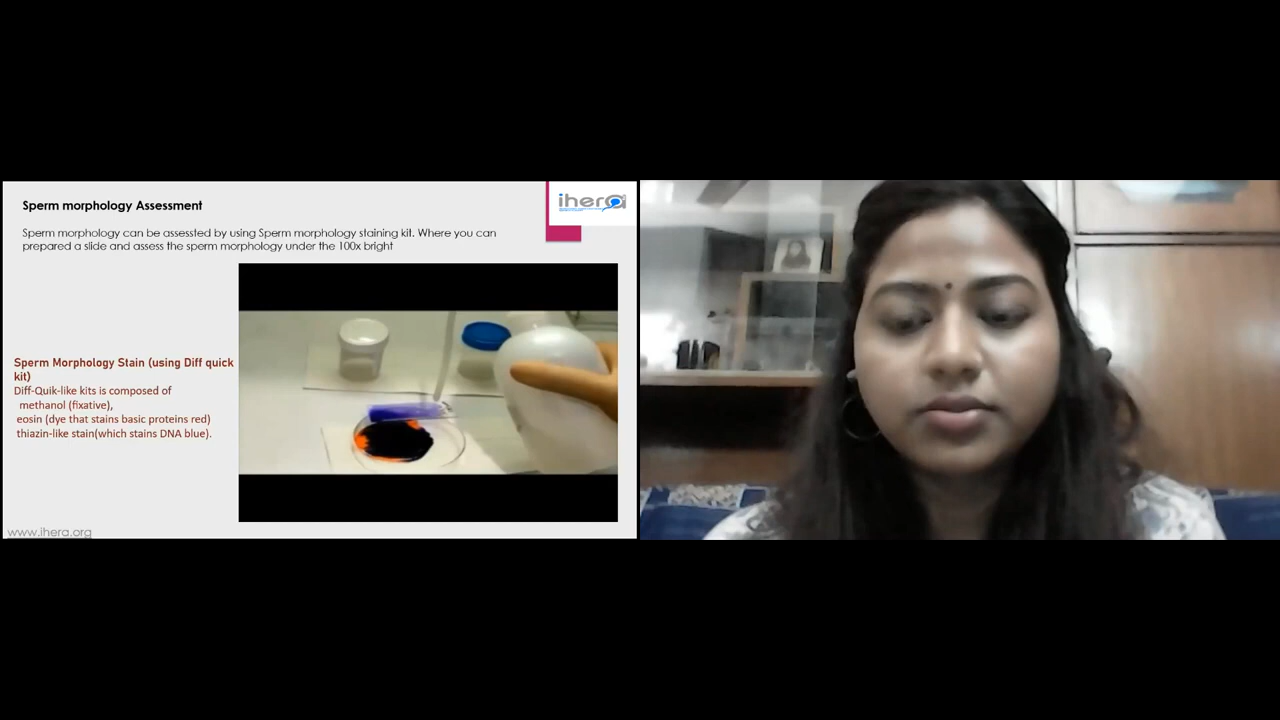 Sperm morphology Assessment
ihera
Sperm morphology can be assessted by using Sperm morphology staining kit. Where you can
prepared a slide and assess the sperm morphology under the 100x bright
Sperm Morphology Stain (using Diff quick
kit)
Diff-Quik-like kits is composed of
methanol (fixative),
eosin (dye that stains basic proteins red)
thiazin-like stain(which stains DNA blue).
www.ihera.org